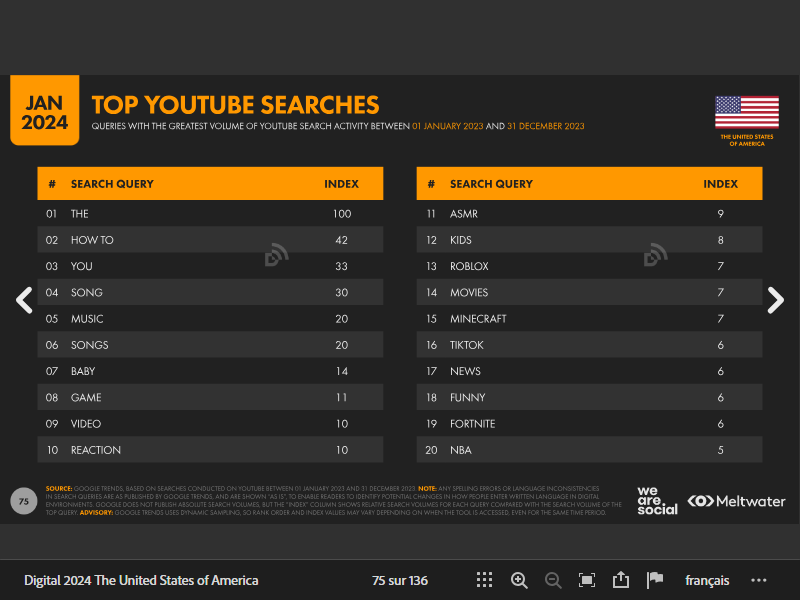 JAN
2024
TOP YOUTUBE SEARCHES
QUERIES WITH THE GREATEST VOLUME OF YOUTUBE SEARCH ACTIVITY BETWEEN 01 JANUARY 2023 AND 31 DECEMBER 2023
THE UNITED STATES
OF AMERICA
# SEARCH QUERY INDEX
01 THE 100
02 HOW TO 42
03 YOU 33
04 SONG 30
05 MUSIC 20
06 SONGS 20
07 BABY 14
08 GAME 11
09 VIDEO 10
10 REACTION 10
# SEARCH QUERY INDEX
11 ASMR 9
12 KIDS 8
13 ROBLOX 7
14 MOVIES 7
15 MINECRAFT 7
16 TIKTOK 6
17 NEWS 6
18 FUNNY 6
19 FORTNITE 6
20 NBA 5
75
SOURCE: GOOGLE TRENDS, BASED ON SEARCHES CONDUCTED ON YOUTUBE BETWEEN 01 JANUARY 2023 AND 31 DECEMBER 2023. NOTE: ANY SPELLING ERRORS OR LANGUAGE INCONSISTENCIES
IN SEARCH QUERIES ARE AS PUBLISHED BY GOOGLE TRENDS, AND ARE SHOWN "AS IS", TO ENABLE READERS TO IDENTIFY POTENTIAL CHANGES IN HOW PEOPLE ENTER WRITTEN LANGUAGE IN DIGITAL
ENVIRONMENTS. GOOGLE DOES NOT PUBLISH ABSOLUTE SEARCH VOLUMES, BUT THE "INDEX" COLUMN SHOWS RELATIVE SEARCH VOLUMES FOR EACH QUERY COMPARED WITH THE SEARCH VOLUME OF THE
TOP QUERY. ADVISORY: GOOGLE TRENDS USES DYNAMIC SAMPLING, SO RANK ORDER AND INDEX VALUES MAY VARY DEPENDING ON WHEN THE TOOL IS ACCESSED, EVEN FOR THE SAME TIME PERIOD.
we
are.
social
Meltwater
Digital 2024 The United States of America
75 sur 136
français